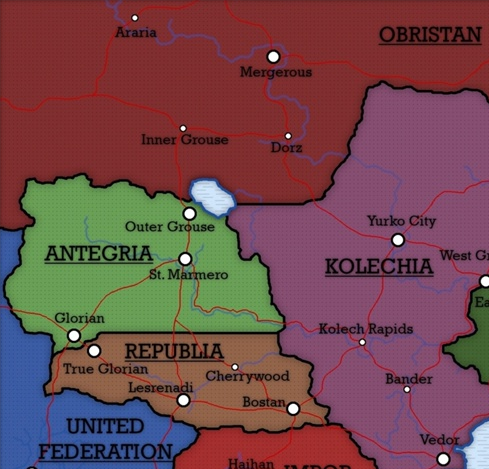 OBRISTAN
Araria
Mergerous
Inner Grouse
Dorz
Outer Grouse
Yurko City
ANTEGRIA
St. Marmero
KOLECHIA
West
Glorian
Kolech Rapids
REPUBLIA
True Glorian
Cherrywood
Lesrenadi
Bander
Bostan
UNITED
FEDERATION
Vedor
Haihan
IMPOR